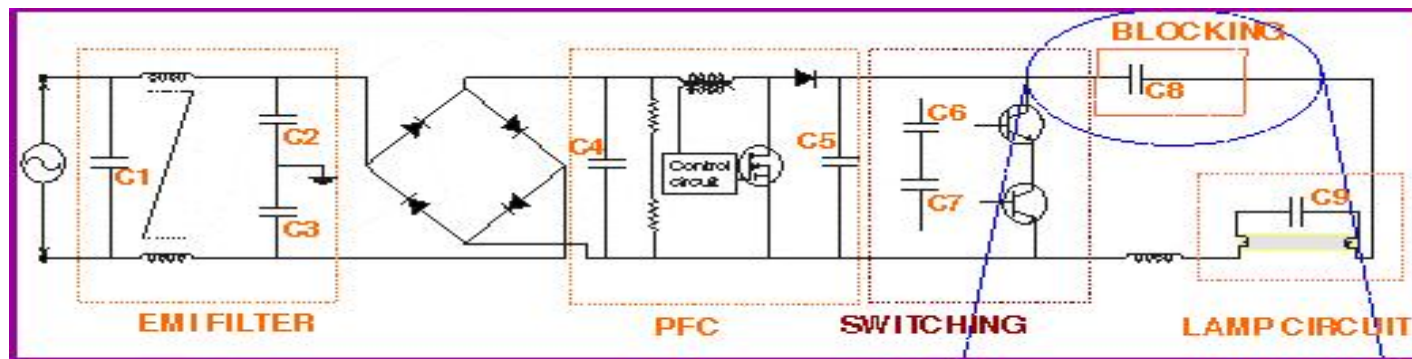 BLOCKING
C8
C6
C2
C4
C5
C1
Control
circuit
C7
C9
C3
EMI FILTER
PFC
SWITCHING
LAMP CIRCUIT